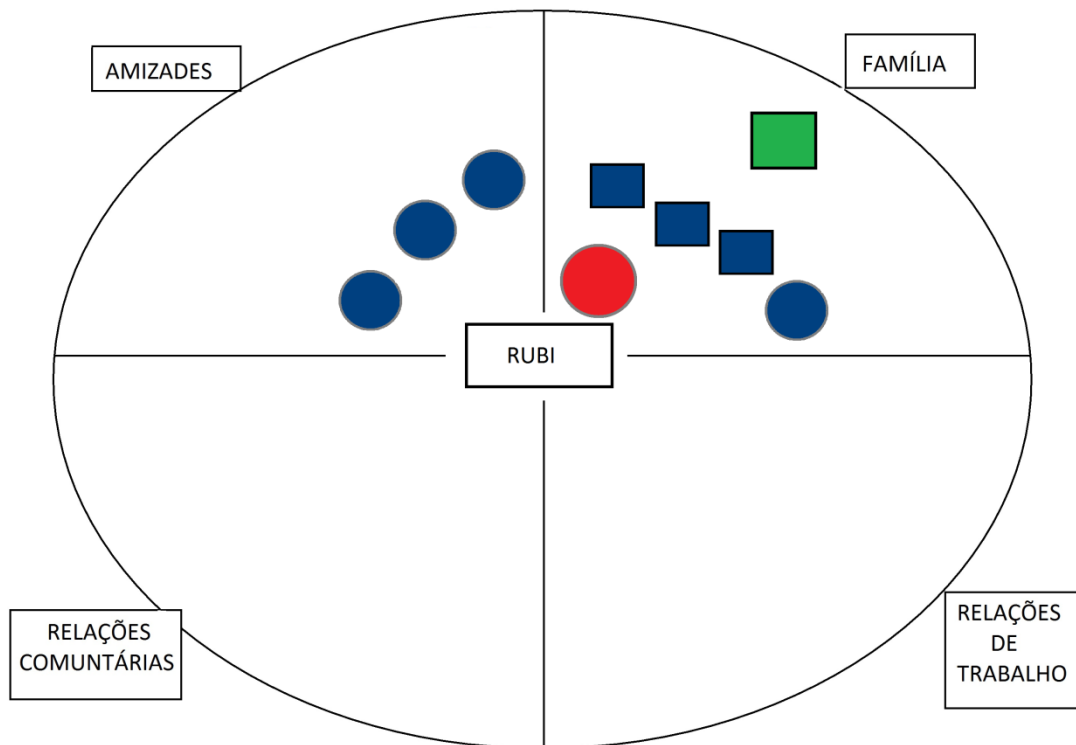 AMIZADES
FAMÍLIA
RUBI
RELAÇÕES
COMUNTÁRIAS
RELAÇÕES
DE
TRABALHO